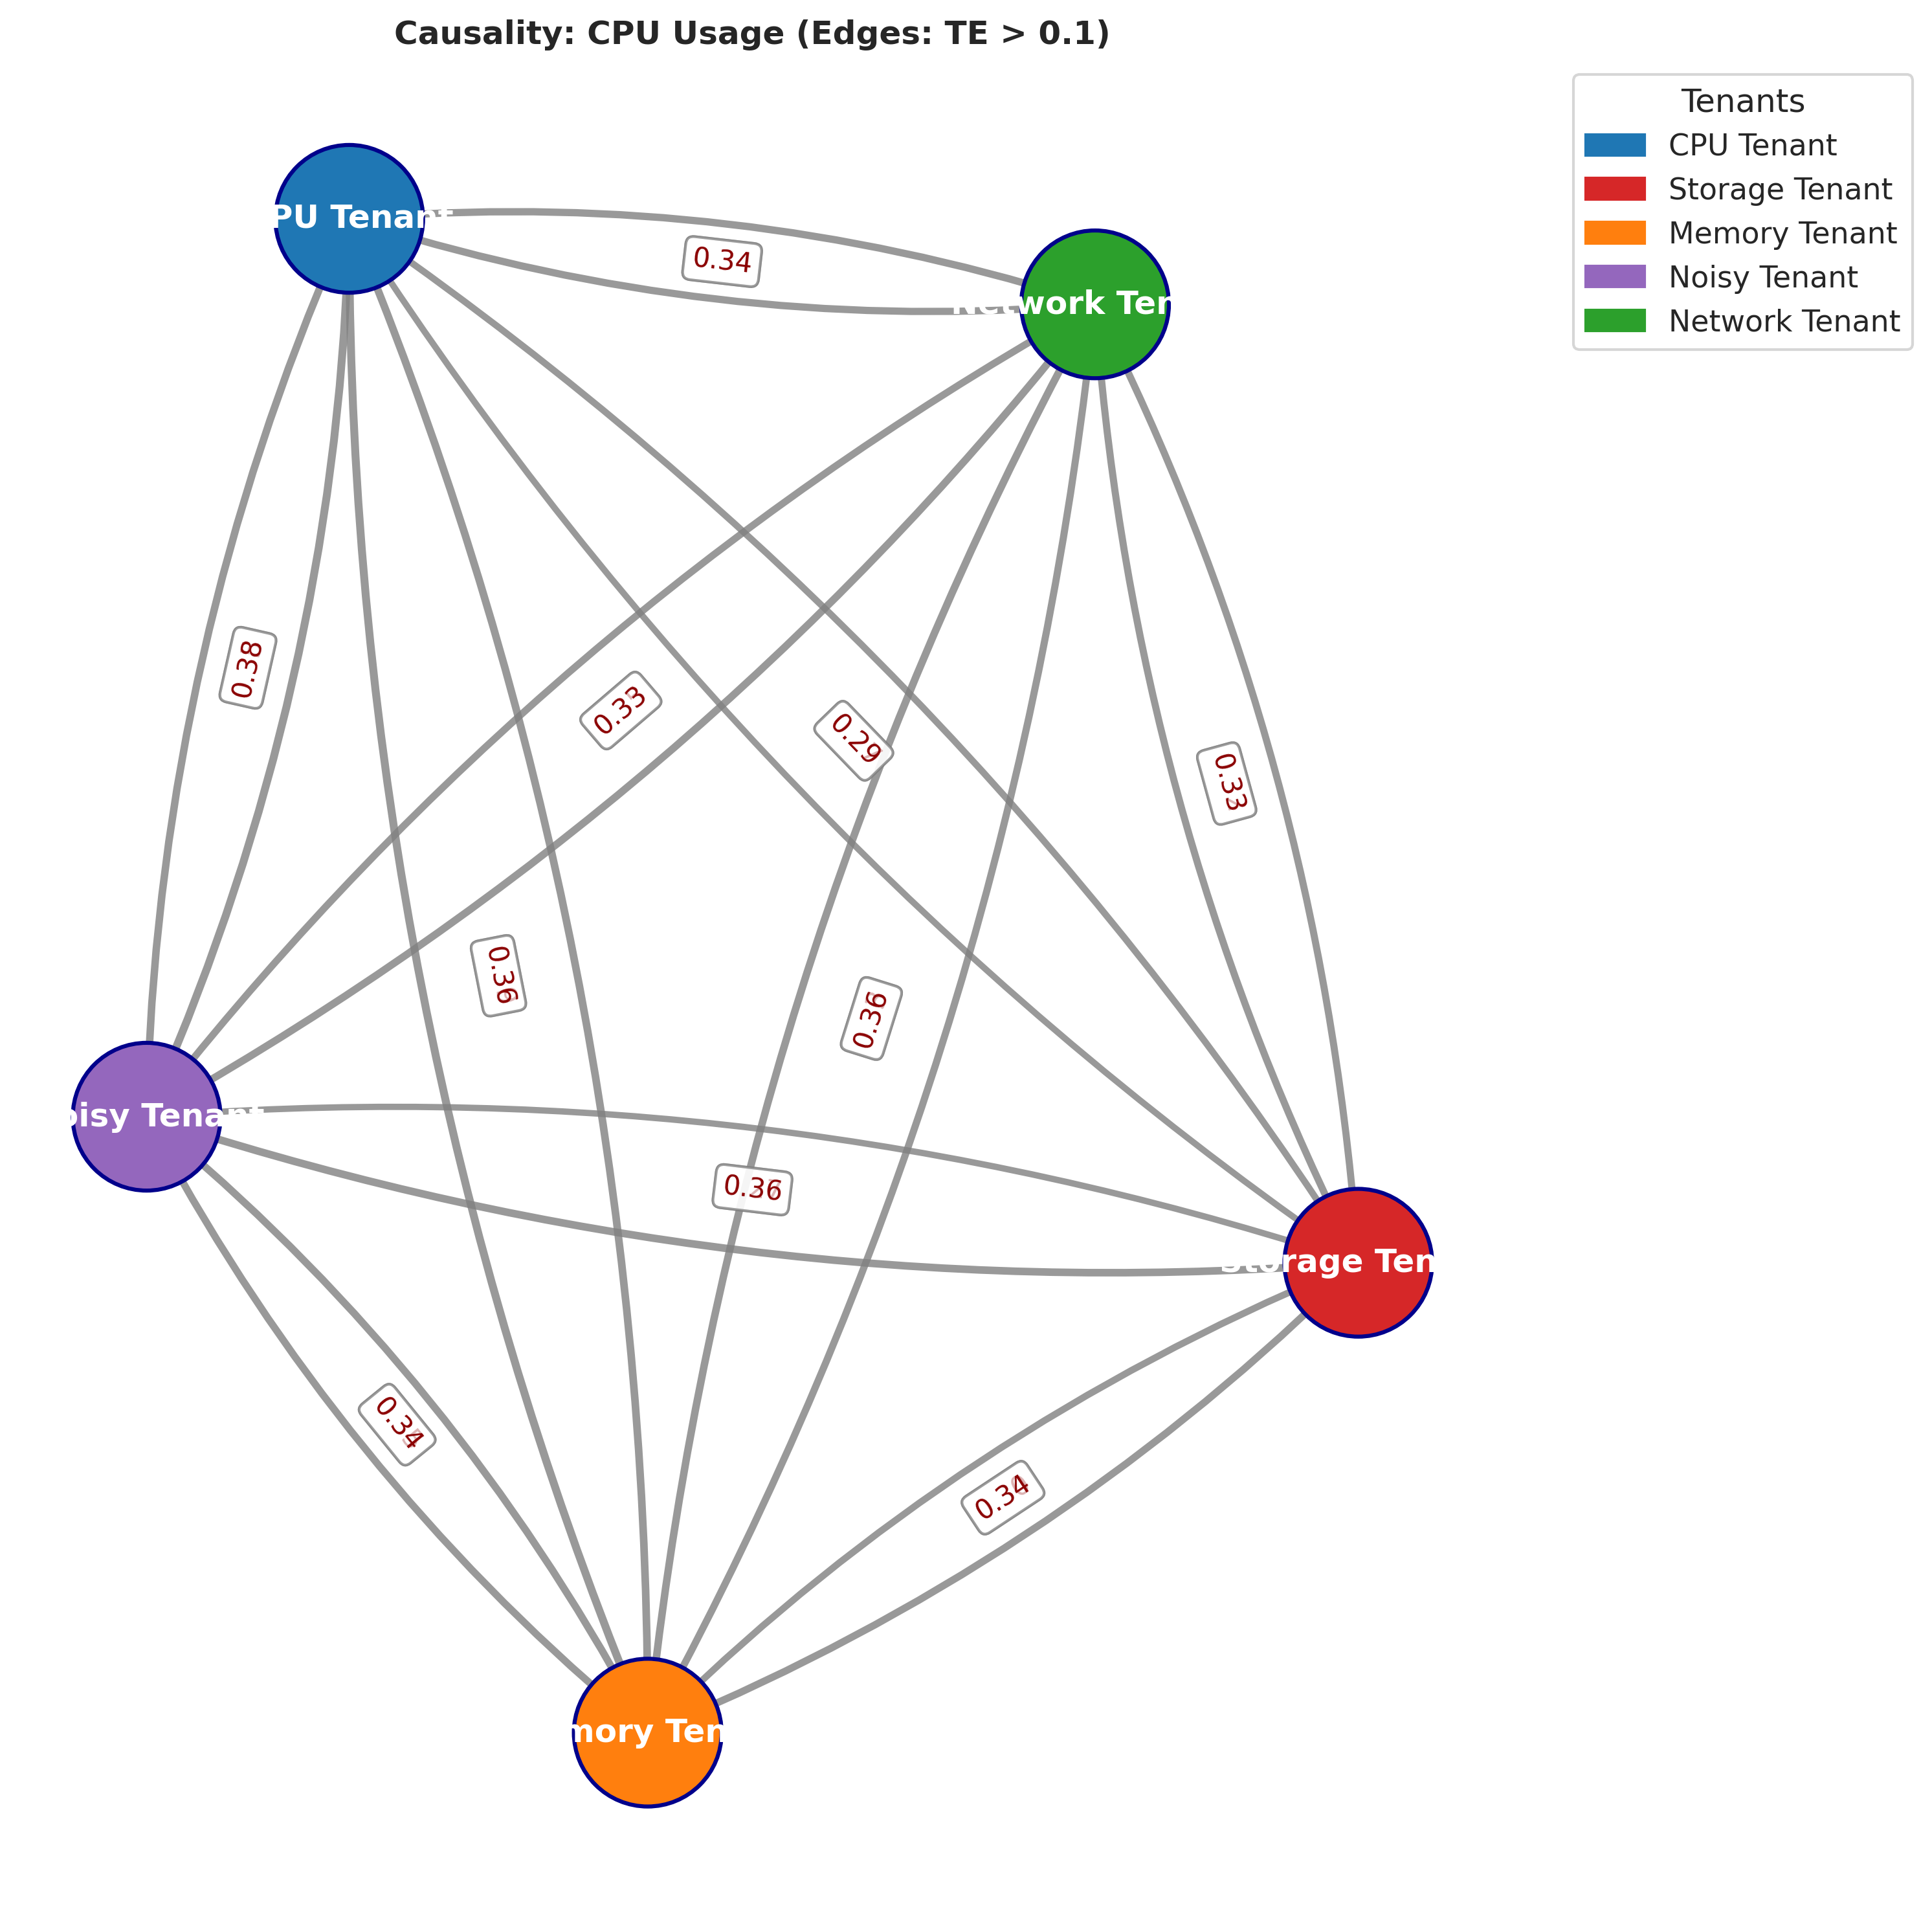 Causality: CPU Usage (Edges: TE > 0.1)
Tenants
CPU Tenant
Storage Tenant
Memory Tenant
Noisy Tenant
Network Tenant
PU Tenant
0.34
Network Ten
0.38
0.33
0.29
0.33
0.36
0.36
oisy Tenant
0.36
Storage Ten
0.34
0.34
mory Ten